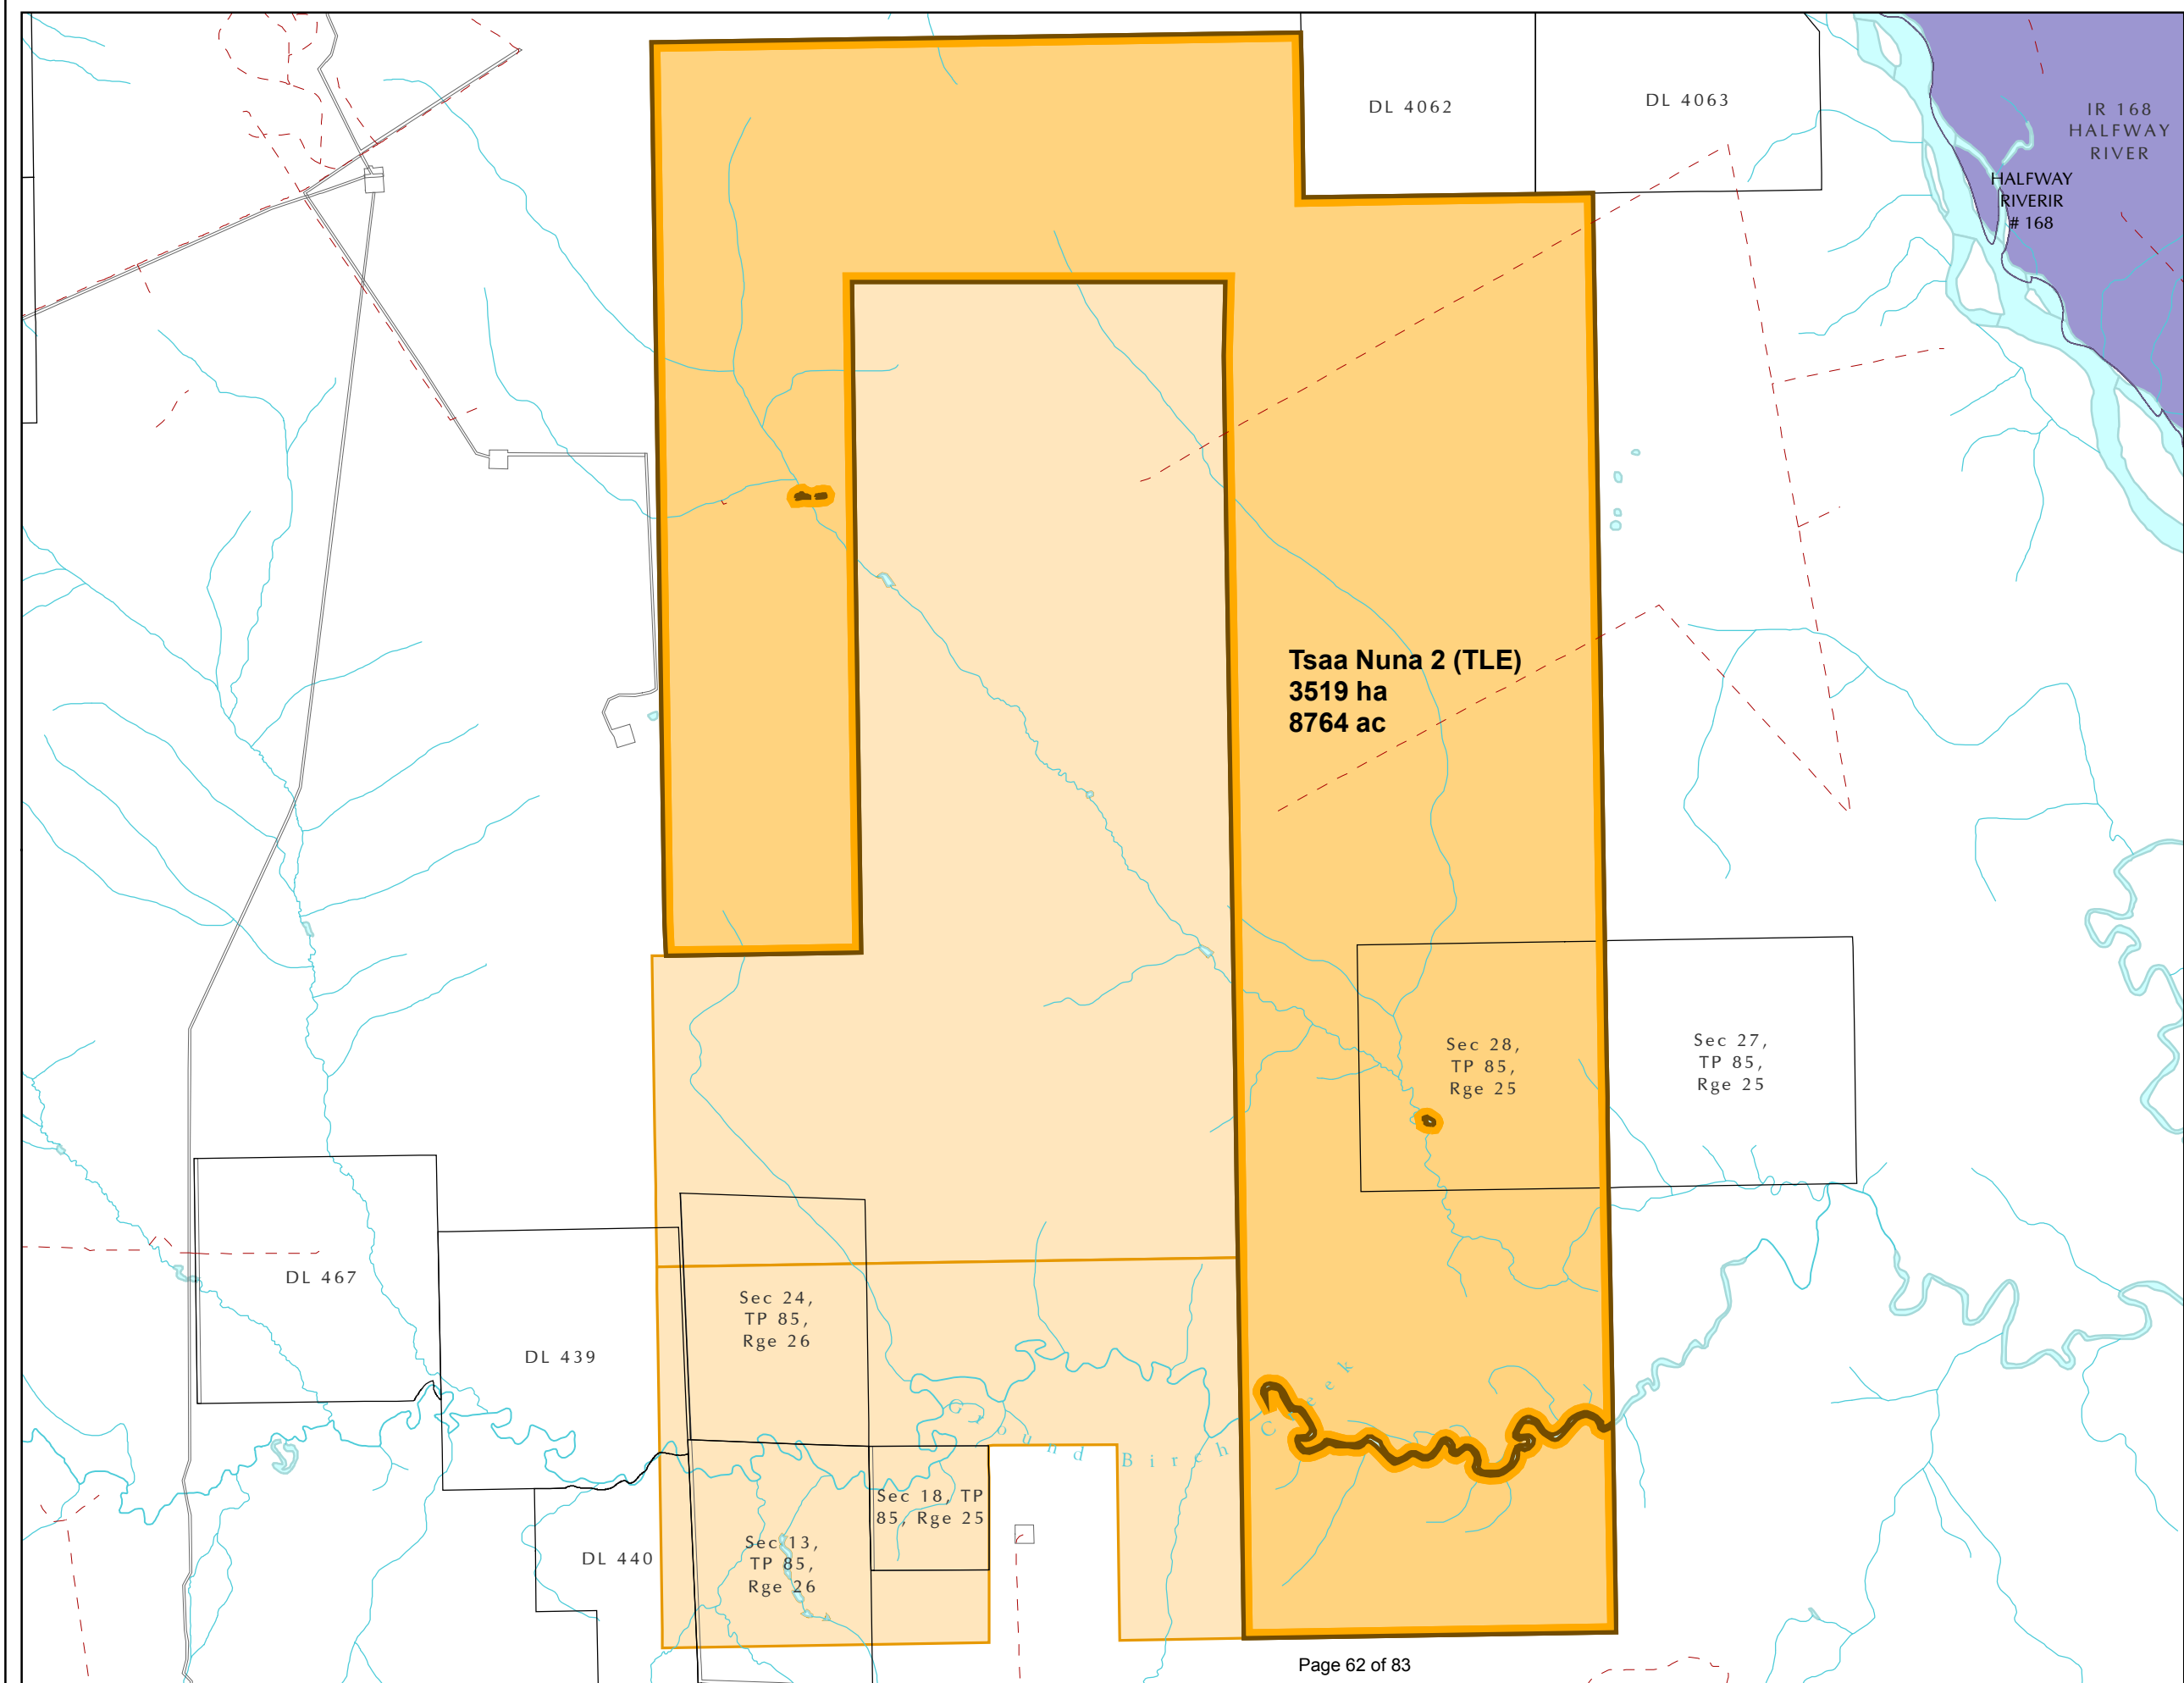 DL 4062
DL 4063
IR 168
HALFWAY
RIVER
HALFWAY
RIVERIR
# 168
Tsaa Nuna 2 (TLE)
3519 ha
8764 ac
Sec 28,
TP 85,
Rge 25
Sec 27,
TP 85,
Rge 25
DL 467
Sec 24,
TP 85,
Rge 26
DL 439
Ground Birch Creek
Sec 18, TP
85, Rge 25
Sec 13,
TP 85,
Rge 26
DL 440
Page 62 of 83